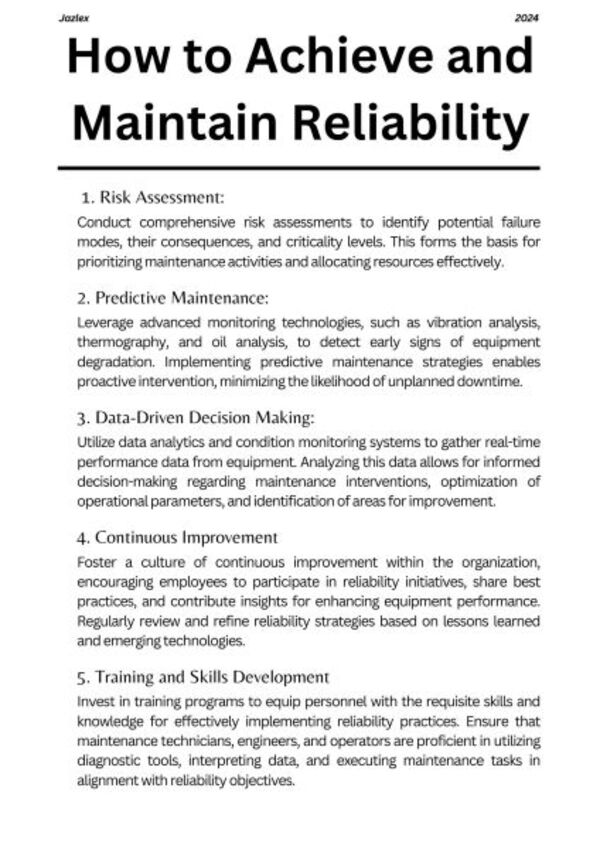 Jazlex 2024
How to Achieve and
Maintain Reliability
1. Risk Assessment:
Conduct comprehensive risk assessments to identify potential failure
modes, their consequences, and criticality levels. This forms the basis for
prioritizing maintenance activities and allocating resources effectively.
2. Predictive Maintenance:
Leverage advanced monitoring technologies, such as vibration analysis,
thermography, and oil analysis, to detect early signs of equipment
degradation. Implementing predictive maintenance strategies enables
proactive intervention, minimizing the likelihood of unplanned downtime.
3. Data-Driven Decision Making:
Utilize data analytics and condition monitoring systems to gather real-time
performance data from equipment. Analyzing this data allows for informed
decision-making regarding maintenance interventions, optimization of
operational parameters, and identification of areas for improvement.
4. Continuous Improvement
Foster a culture of continuous improvement within the organization,
encouraging employees to participate in reliability initiatives, share best
practices, and contribute insights for enhancing equipment performance.
Regularly review and refine reliability strategies based on lessons learned
and emerging technologies.
5. Training and Skills Development
Invest in training programs to equip personnel with the requisite skills and
knowledge for effectively implementing reliability practices. Ensure that
maintenance technicians, engineers, and operators are proficient in utilizing
diagnostic tools, interpreting data, and executing maintenance tasks in
alignment with reliability objectives.